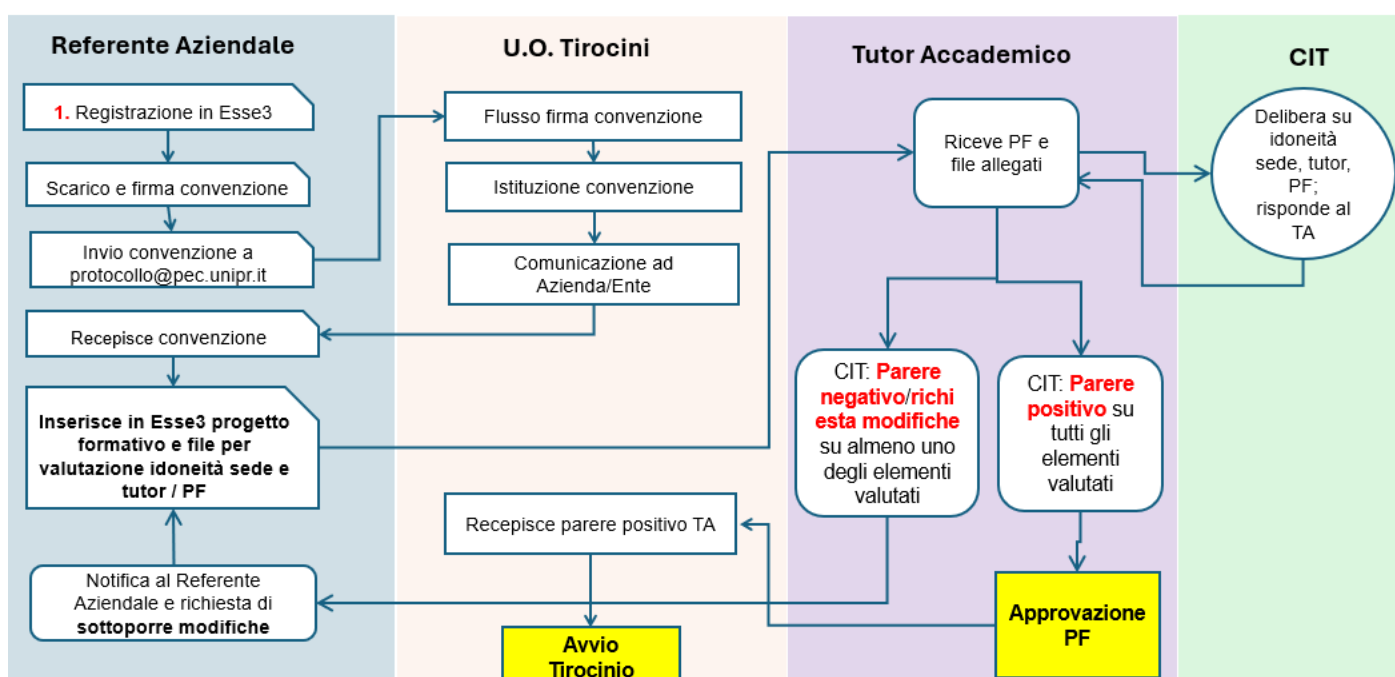 Referente Aziendale
1. Registrazione in Esse3
Scarico e firma convenzione
Invio convenzione a
protocollo@pec.unipr.it
Recepisce convenzione
Inserisce in Esse3 progetto
formativo e file per
valutazione idoneità sede e
tutor / PF
Notifica al Referente
Aziendale e richiesta di
sottoporre modifiche
U.O. Tirocini
Flusso firma convenzione
Istituzione convenzione
Comunicazione ad
Azienda/Ente
Recepisce parere positivo TA
Avvio
Tirocinio
Tutor Accademico
Riceve PF e
file allegati
CIT: Parere
negativo/richi
esta modifiche
su almeno uno
degli elementi
valutati
CIT: Parere
positivo su
tutti gli
elementi
valutati
Approvazione
PF
CIT
Delibera su
idoneità
sede, tutor,
PF;
risponde al
TA